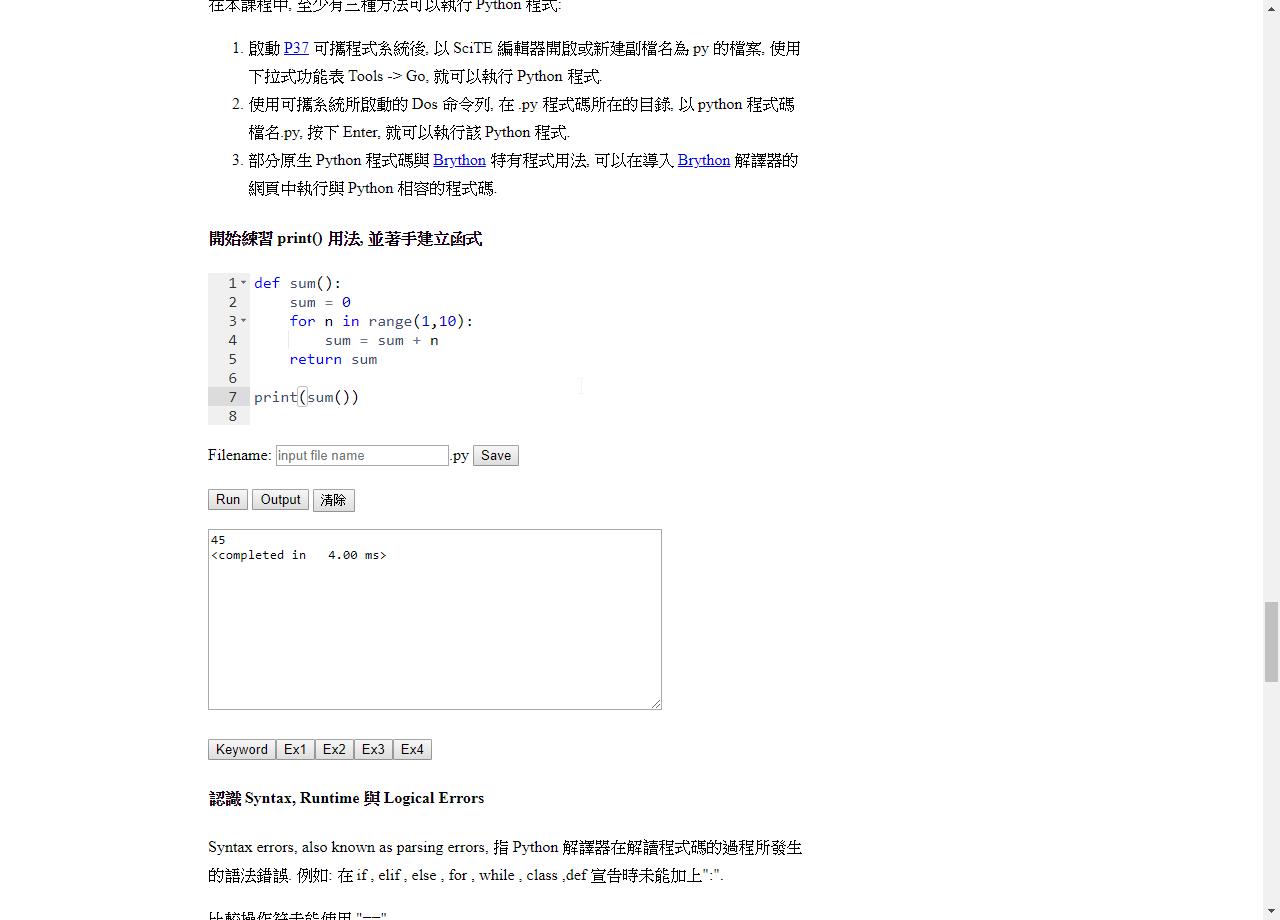 在本課程中, 至少有三種方法可以執行 Python 程式:
1. 啟動 P37 可攜程式系統後, 以 SciTE 編輯器開啟或新建副檔名為 py 的檔案, 使用
下拉式功能表 Tools -> Go, 就可以執行 Python 程式.
2. 使用可攜系統所啟動的 Dos 命令列, 在 .py 程式碼所在的目錄, 以 python 程式碼
檔名.py, 按下 Enter, 就可以執行該 Python 程式.
3. 部分原生 Python 程式碼與 Brython 特有程式用法, 可以在導入 Brython 解譯器的
網頁中執行與 Python 相容的程式碼.
開始練習 print() 用法, 並著手建立函式
1 def sum():
2     sum = 0
3     for n in range(1,10):
4         sum = sum + n
5     return sum
6
7 print(sum())
8
Filename: input file name .py Save
Run Output 清除
45
<completed in   4.00 ms>
Keyword Ex1 Ex2 Ex3 Ex4
認識 Syntax, Runtime 與 Logical Errors
Syntax errors, also known as parsing errors, 指 Python 解譯器在解讀程式碼的過程所發生
的語法錯誤. 例如: 在 if , elif , else , for , while , class ,def 宣告時未能加上":".
比較操作符未能使用 "=="